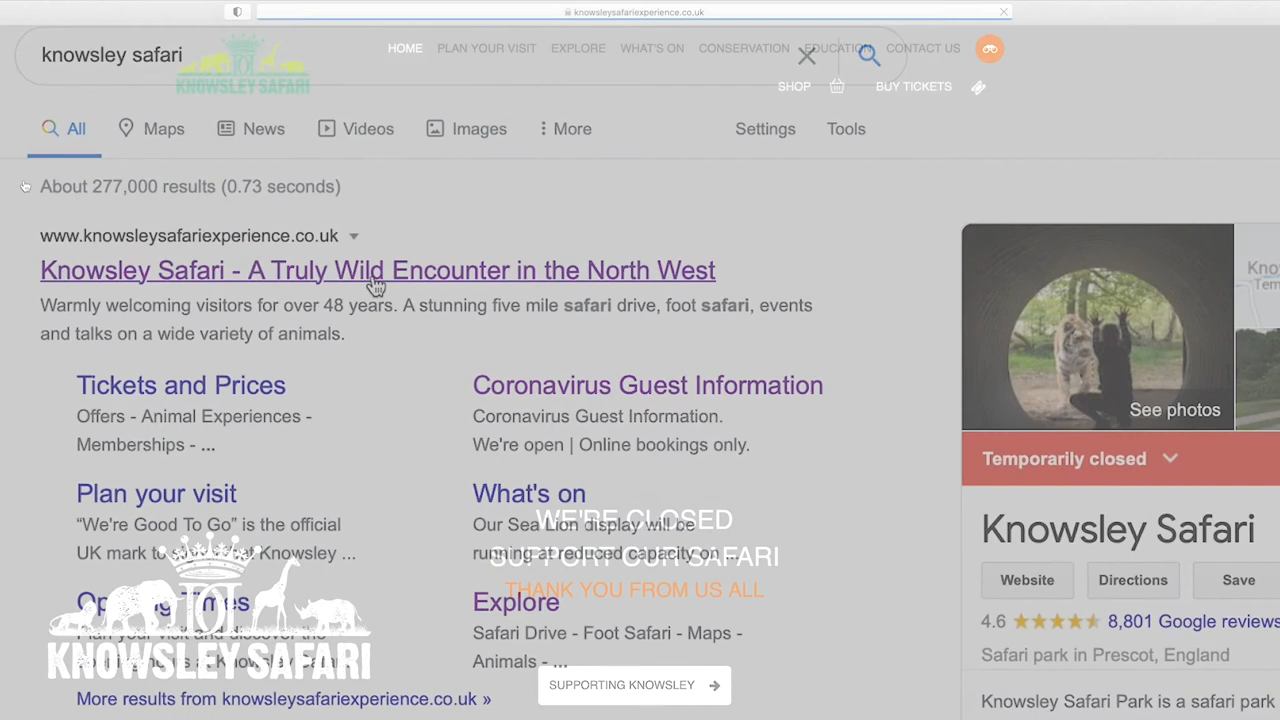 knowsleysafariexperience.co.uk
knowsley safari
KNOWSLEY SAFARI
HOME PLAN YOUR VISIT EXPLORE WHAT'S ON CONSERVATION EDUCATION CONTACT US
SHOP BUY TICKETS
All Maps News Videos Images More Settings Tools
About 277,000 results (0.73 seconds)
www.knowsleysafariexperience.co.uk
Knowsley Safari - A Truly Wild Encounter in the North West
Warmly welcoming visitors for over 48 years. A stunning five mile safari drive, foot safari, events
and talks on a wide variety of animals.
Tickets and Prices
Offers - Animal Experiences -
Memberships - ...
Coronavirus Guest Information
Coronavirus Guest Information.
We're open | Online bookings only.
Plan your visit
“We're Good To Go” is the official
UK mark to ... that Knowsley ...
What's on
Our Sea Lion display will be
running at reduced capacity on ...
WE'RE CLOSED
SUPPORT OUR SAFARI
THANK YOU FROM US ALL
Opening Times
Plan your visit and discover the
Explore
Safari Drive - Foot Safari - Maps -
Animals - ...
KNOWSLEY SAFARI
SUPPORTING KNOWSLEY
More results from knowsleysafariexperience.co.uk »
See photos
Temporarily closed
Knowsley Safari
Website Directions Save
4.6 8,801 Google reviews
Safari park in Prescot, England
Knowsley Safari Park is a safari park